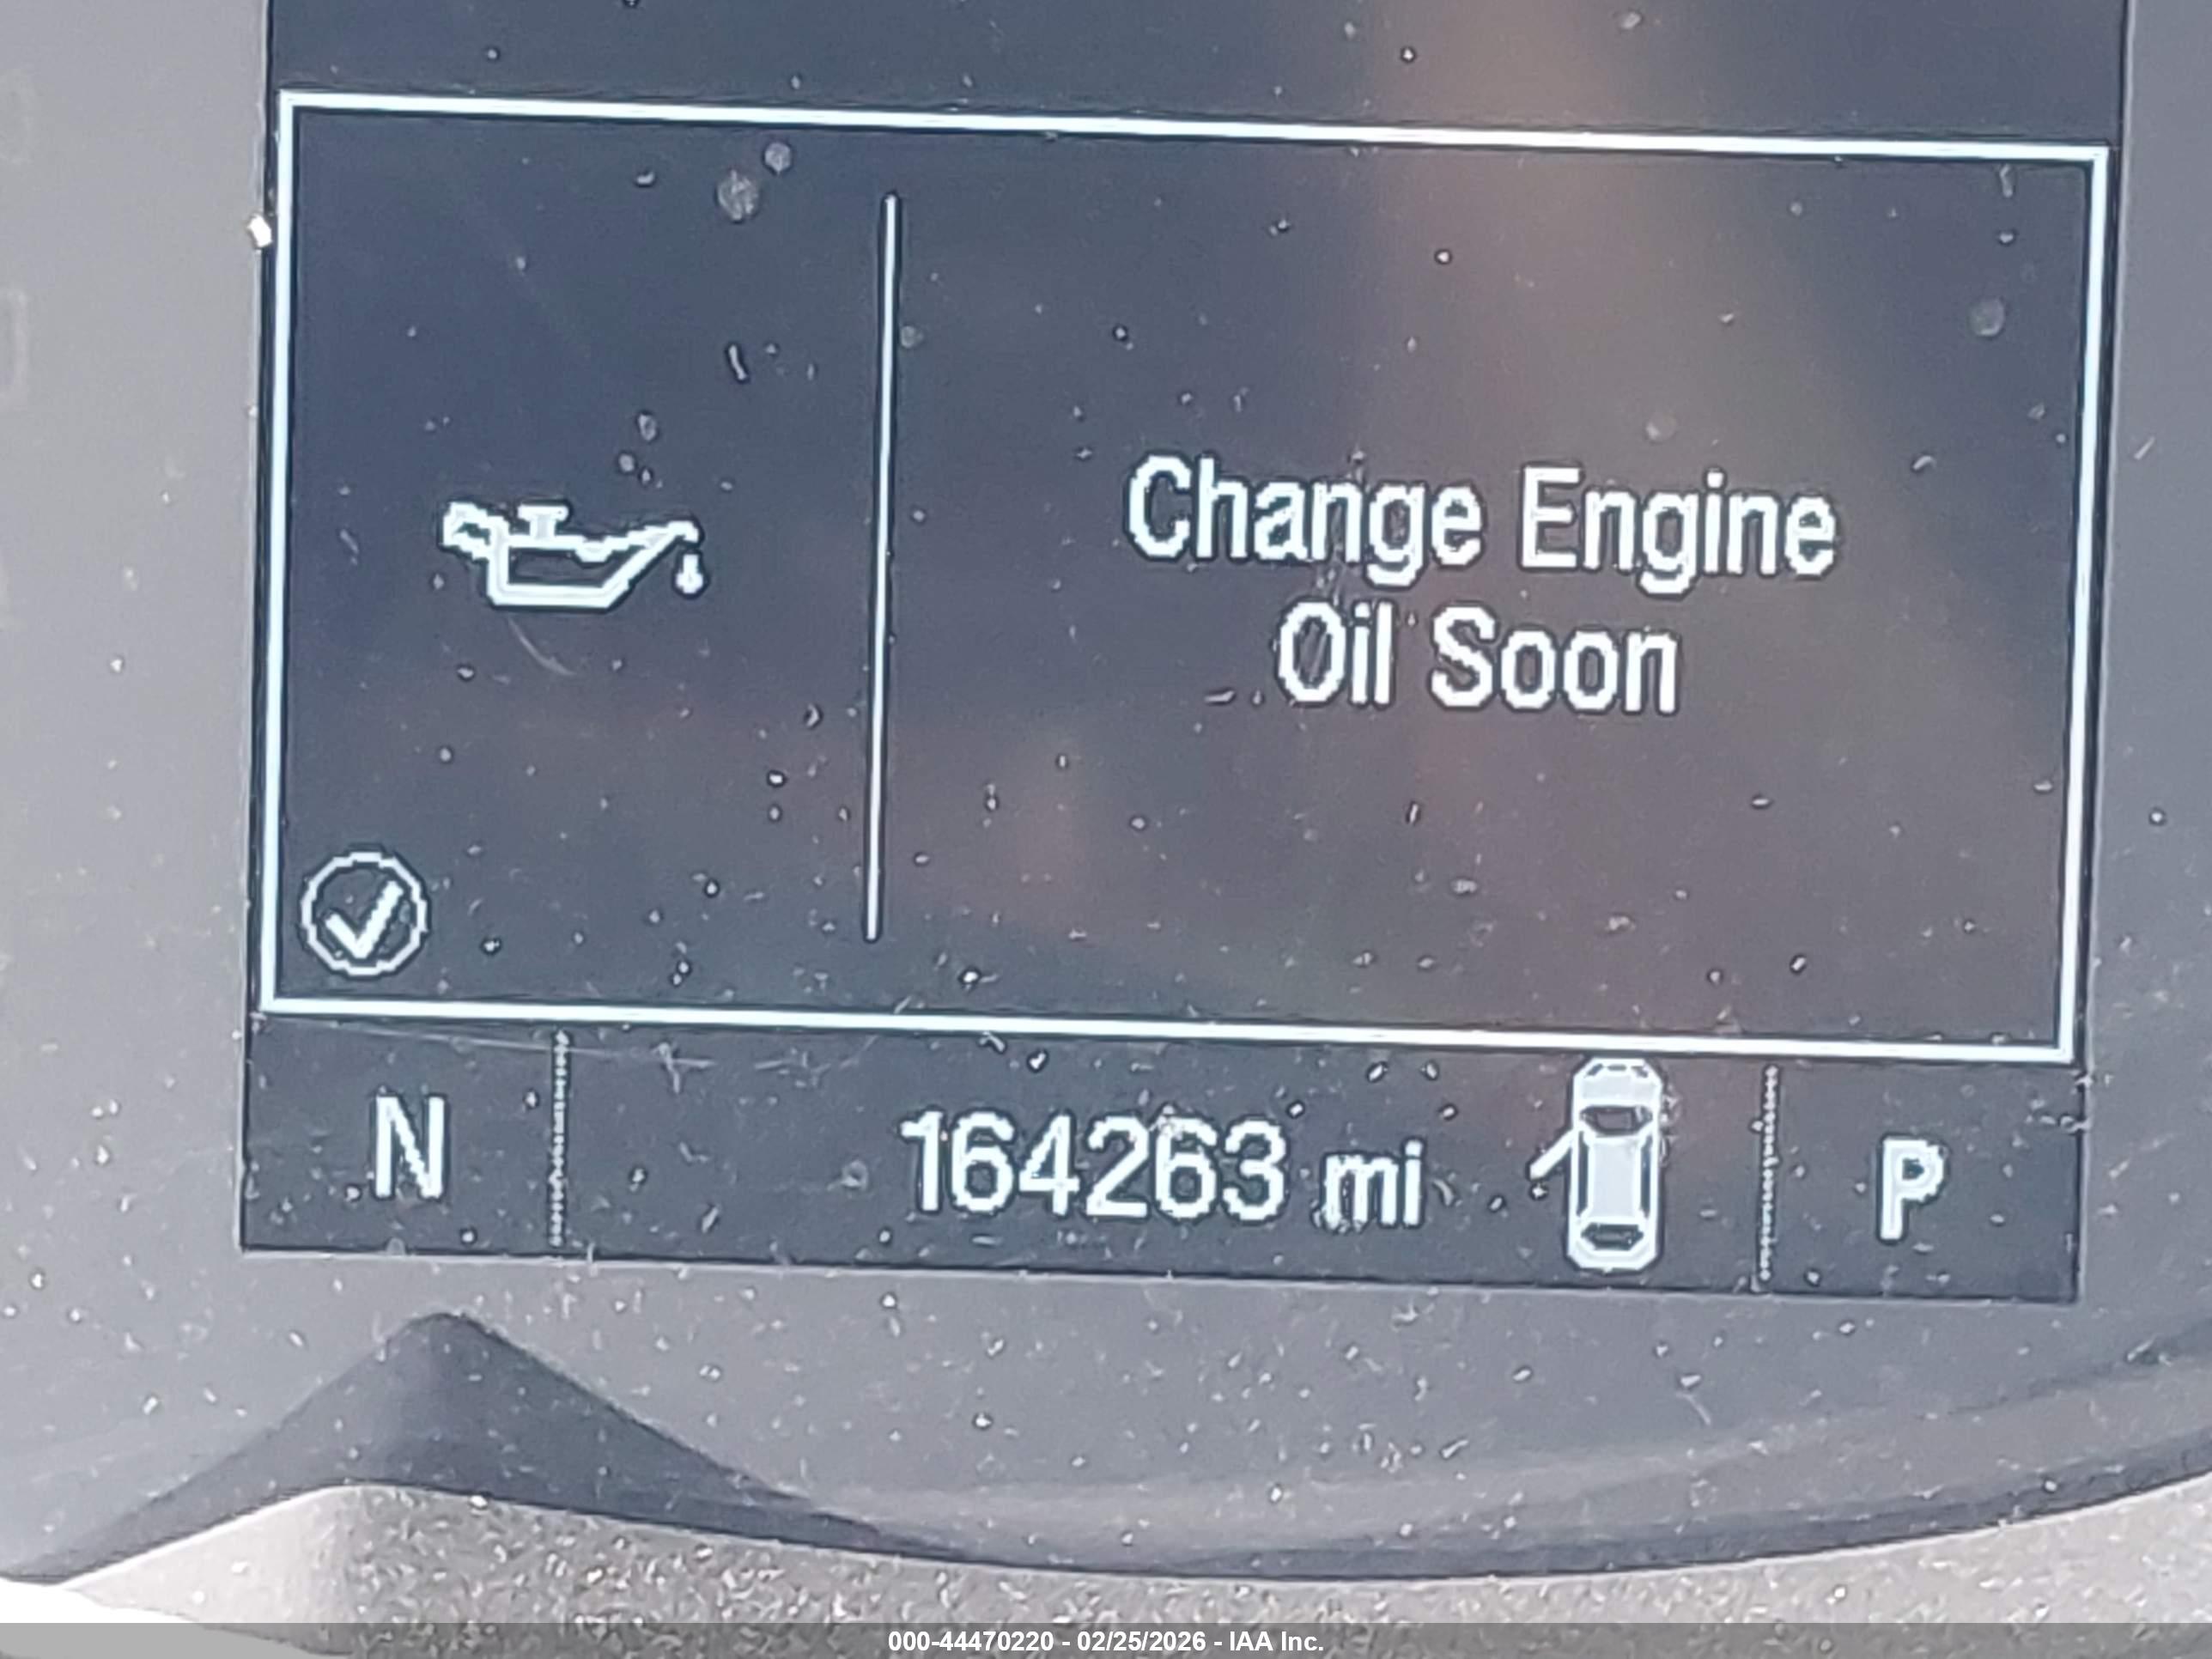 Change Engine
Oil Soon
N 164263 mi P
000-44470220 - 02/25/2026 - IAA Inc.